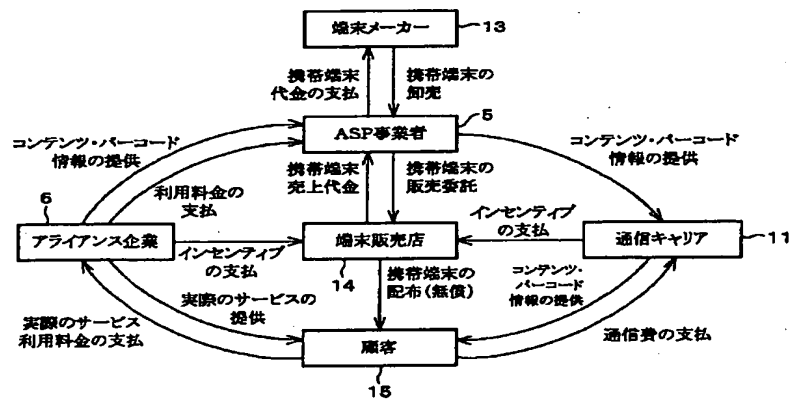 端末メーカー
13
携帯端末
代金の支払
携帯端末の
卸売
5
ASP事業者
コンテンツ・バーコード
情報の提供
コンテンツ・バーコード
情報の提供
利用料金の
支払
携帯端末
売上代金
携帯端末の
販売委託
6
アライアンス企業
インセンティブ
の支払
端末販売店
14
インセンティブ
の支払
通信キャリア
11
携帯端末の
配布(無償)
コンテンツ・
バーコード
情報の提供
実際のサービスの
提供
実際のサービス
利用料金の支払
通信費の支払
顧客
15